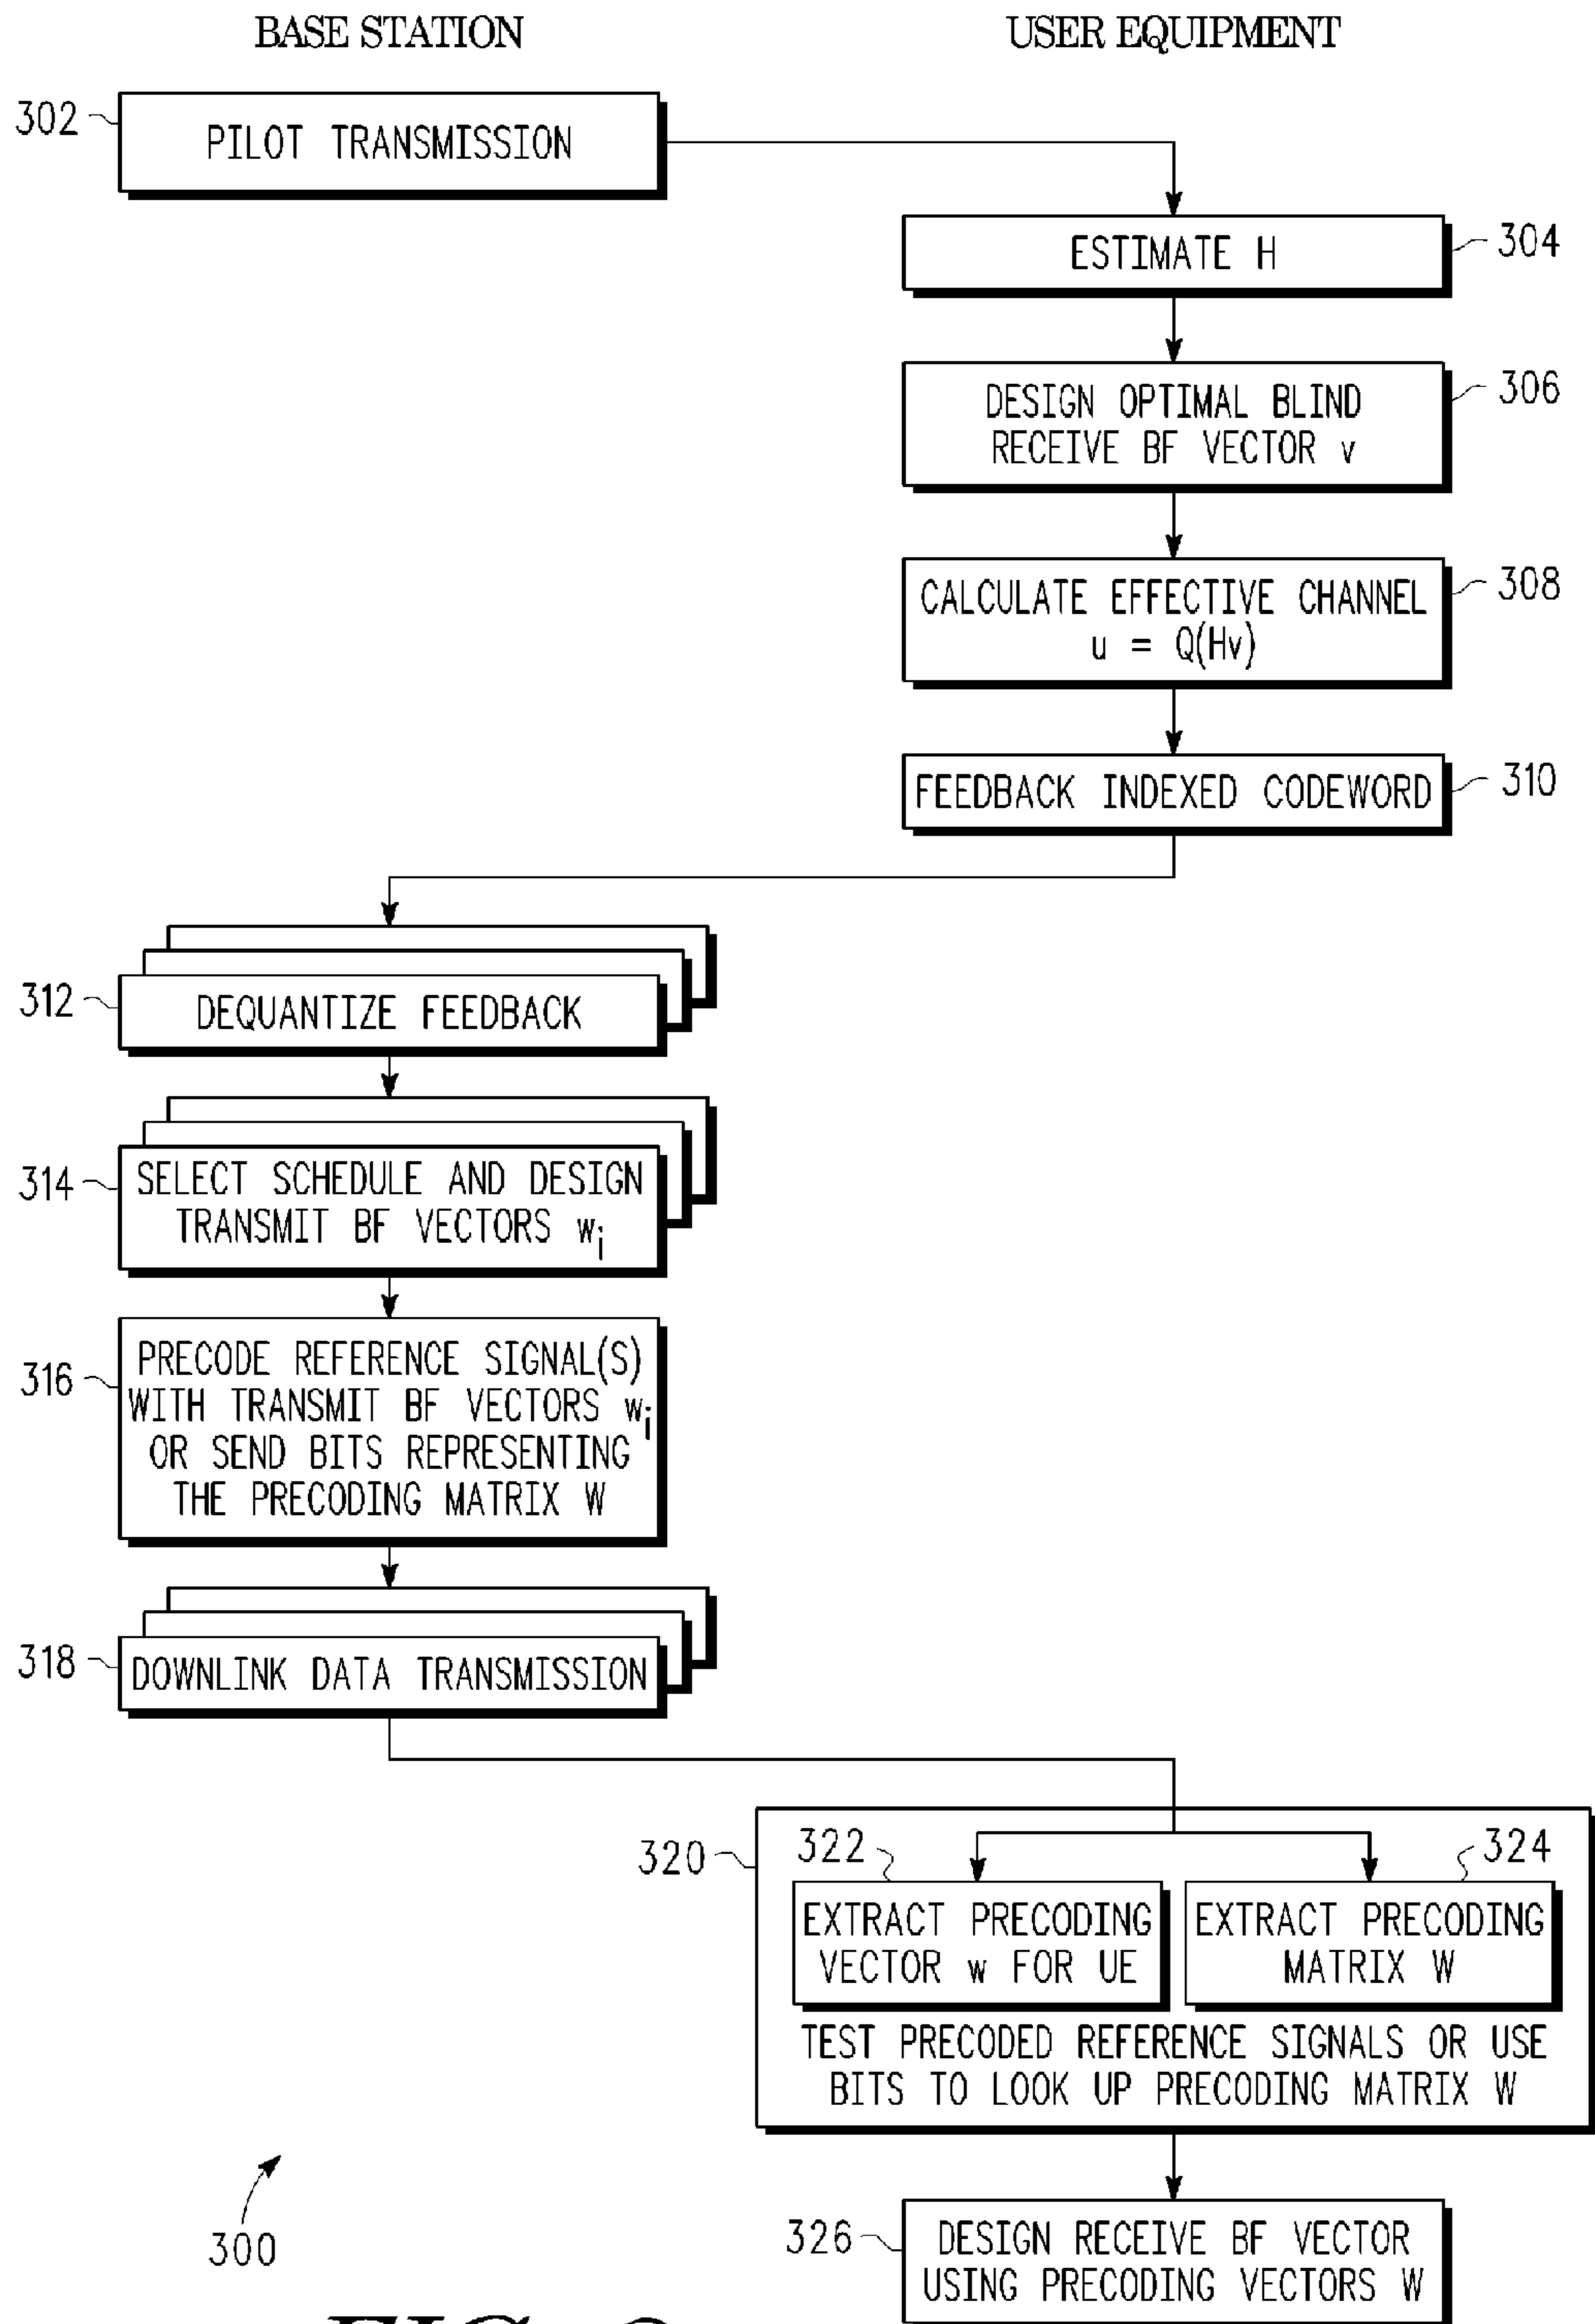 BASE STATION
USER EQUIPMENT
302
PILOT TRANSMISSION
ESTIMATE H
304
DESIGN OPTIMAL BLIND
RECEIVE BF VECTOR v
306
CALCULATE EFFECTIVE CHANNEL
u = Q(Hv)
308
FEEDBACK INDEXED CODEWORD
310
312
DEQUANTIZE FEEDBACK
314
SELECT SCHEDULE AND DESIGN
TRANSMIT BF VECTORS wi
316
PRECODE REFERENCE SIGNAL(S)
WITH TRANSMIT BF VECTORS wi
OR SEND BITS REPRESENTING
THE PRECODING MATRIX W
318
DOWNLINK DATA TRANSMISSION
320
322
324
EXTRACT PRECODING
VECTOR w FOR UE
EXTRACT PRECODING
MATRIX W
TEST PRECODED REFERENCE SIGNALS OR USE
BITS TO LOOK UP PRECODING MATRIX W
326
DESIGN RECEIVE BF VECTOR
USING PRECODING VECTORS W
300